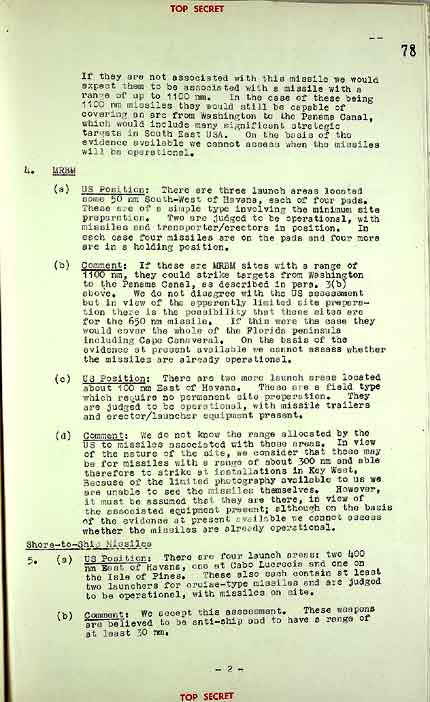 TOP SECRET
78
If they are not associated with this missile we would
expect them to be associated with a missile with a
range of up to 1100 nm. In the case of these being
1100 nm missiles they would still be capable of
covering an arc from Washington to the Panama Canal,
which would include many significant strategic
targets in South East USA. On the basis of the
evidence available we cannot assess when the missiles
will be operational.
4. MRBM
(a) US Position: There are three launch areas located
some 50 nm South-West of Havana, each of four pads.
These are of a simple type involving the minimum site
preparation. Two are judged to be operational, with
missiles and transporter/erectors in position. In
each case four missiles are on the pads and four more
are in a holding position.
(b) Comment: If these are MRBM sites with a range of
1100 nm, they could strike targets from Washington
to the Panama Canal, as described in para. 3(b)
above. We do not disagree with the US assessment
but in view of the apparently limited site prepara-
tion there is the possibility that these sites are
for the 650 nm missile. If this were the case they
would cover the whole of the Florida peninsula
including Cape Canaveral. On the basis of the
evidence at present available we cannot assess whether
the missiles are already operational.
(c) US Position: There are two more launch areas located
about 100 nm East of Havana. These are a field type
which require no permanent site preparation. They
are judged to be operational, with missile trailers
and erector/launcher equipment present.
(d) Comment: We do not know the range allocated by the
US to missiles associated with these areas. In view
of the nature of the site, we consider that these may
be for missiles with a range of about 300 nm and able
therefore to strike at installations in Key West.
Because of the limited photography available to us we
are unable to see the missiles themselves. However,
it must be assumed that they are there, in view of
the associated equipment present; although on the basis
of the evidence at present available we cannot assess
whether the missiles are already operational.
Shore-to-Ship Missiles
5. (a) US Position: There are four launch areas: two 400
nm East of Havana, one at Cabo Lucrecia and one on
the Isle of Pines. These also each contain at least
two launchers for cruise-type missiles and are judged
to be operational, with missiles on site.
(b) Comment: We accept this assessment. These weapons
are believed to be anti-ship and to have a range of
at least 30 nm.
- 2 -
TOP SECRET